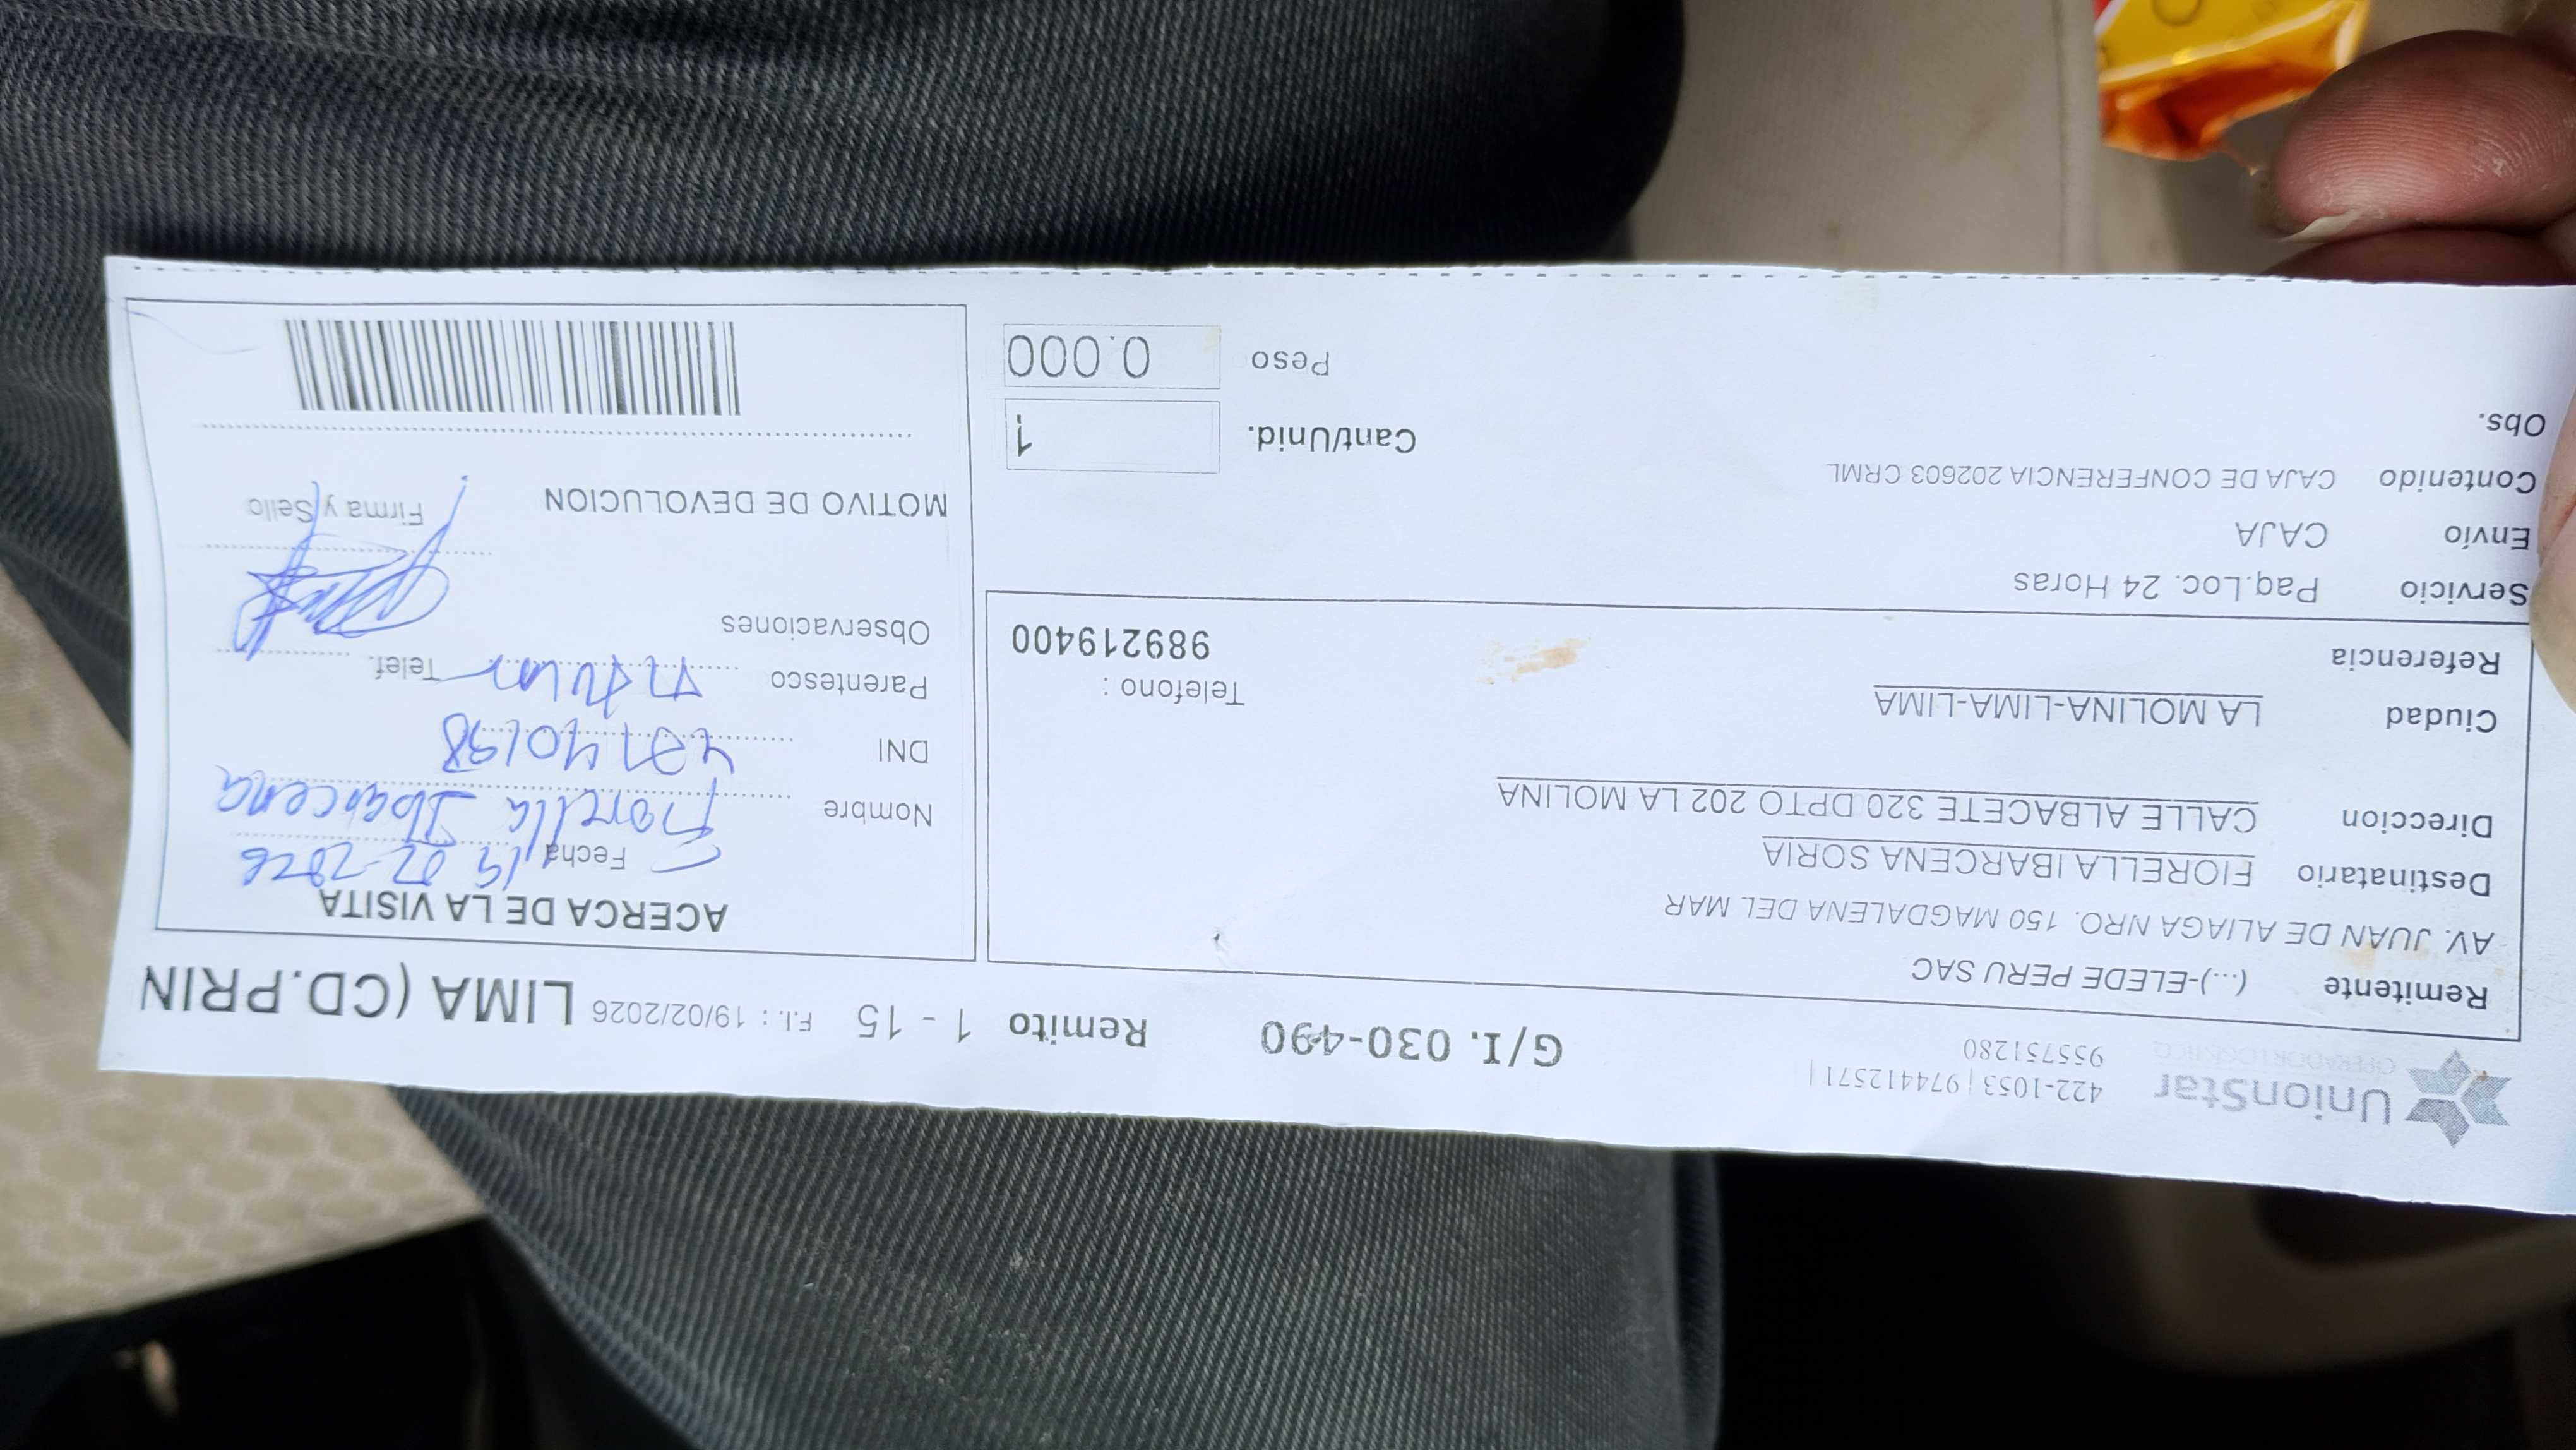 UnionStar
OPERADOR LOGISTICO
422-1053 | 974412571 |
955751280
G/I. 030-490
Remito 1 - 15 F.I. : 19/02/2026 LIMA (CD.PRIN
Remitente (...)-ELEDE PERU SAC
AV. JUAN DE ALIAGA NRO. 150 MAGDALENA DEL MAR
Destinatario FIORELLA IBARCENA SORIA
Direccion CALLE ALBACETE 320 DPTO 202 LA MOLINA
Ciudad LA MOLINA-LIMA-LIMA
Referencia
Telefono :
989219400
Servicio Paq.Loc. 24 Horas
Envío CAJA
Contenido CAJA DE CONFERENCIA 202603 CRML
Obs.
Cant/Unid. 1
Peso 0.000
ACERCA DE LA VISITA
Fecha 19 02-2026
Nombre Fiorella Ibarcena
DNI
Parentesco Titular Telef.
Observaciones
MOTIVO DE DEVOLUCION Firma y Sello